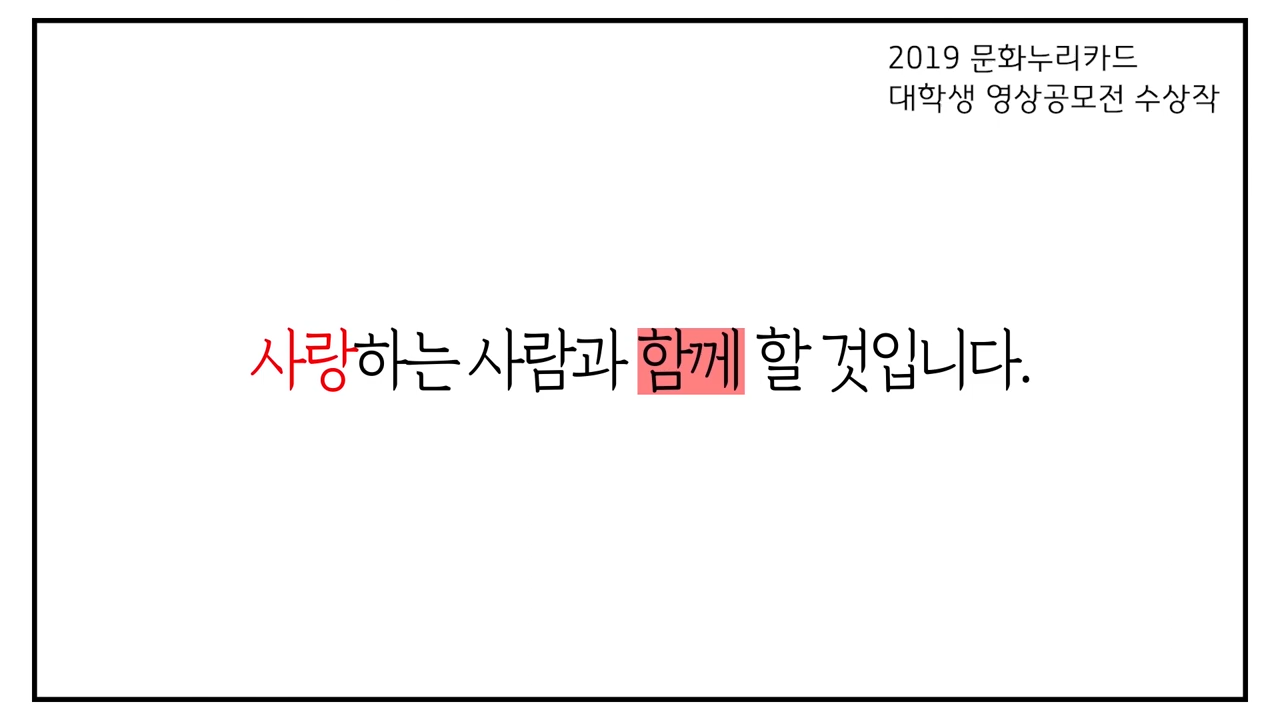 2019 문화누리카드
대학생 영상공모전 수상작
사랑하는 사람과 함께 할 것입니다.